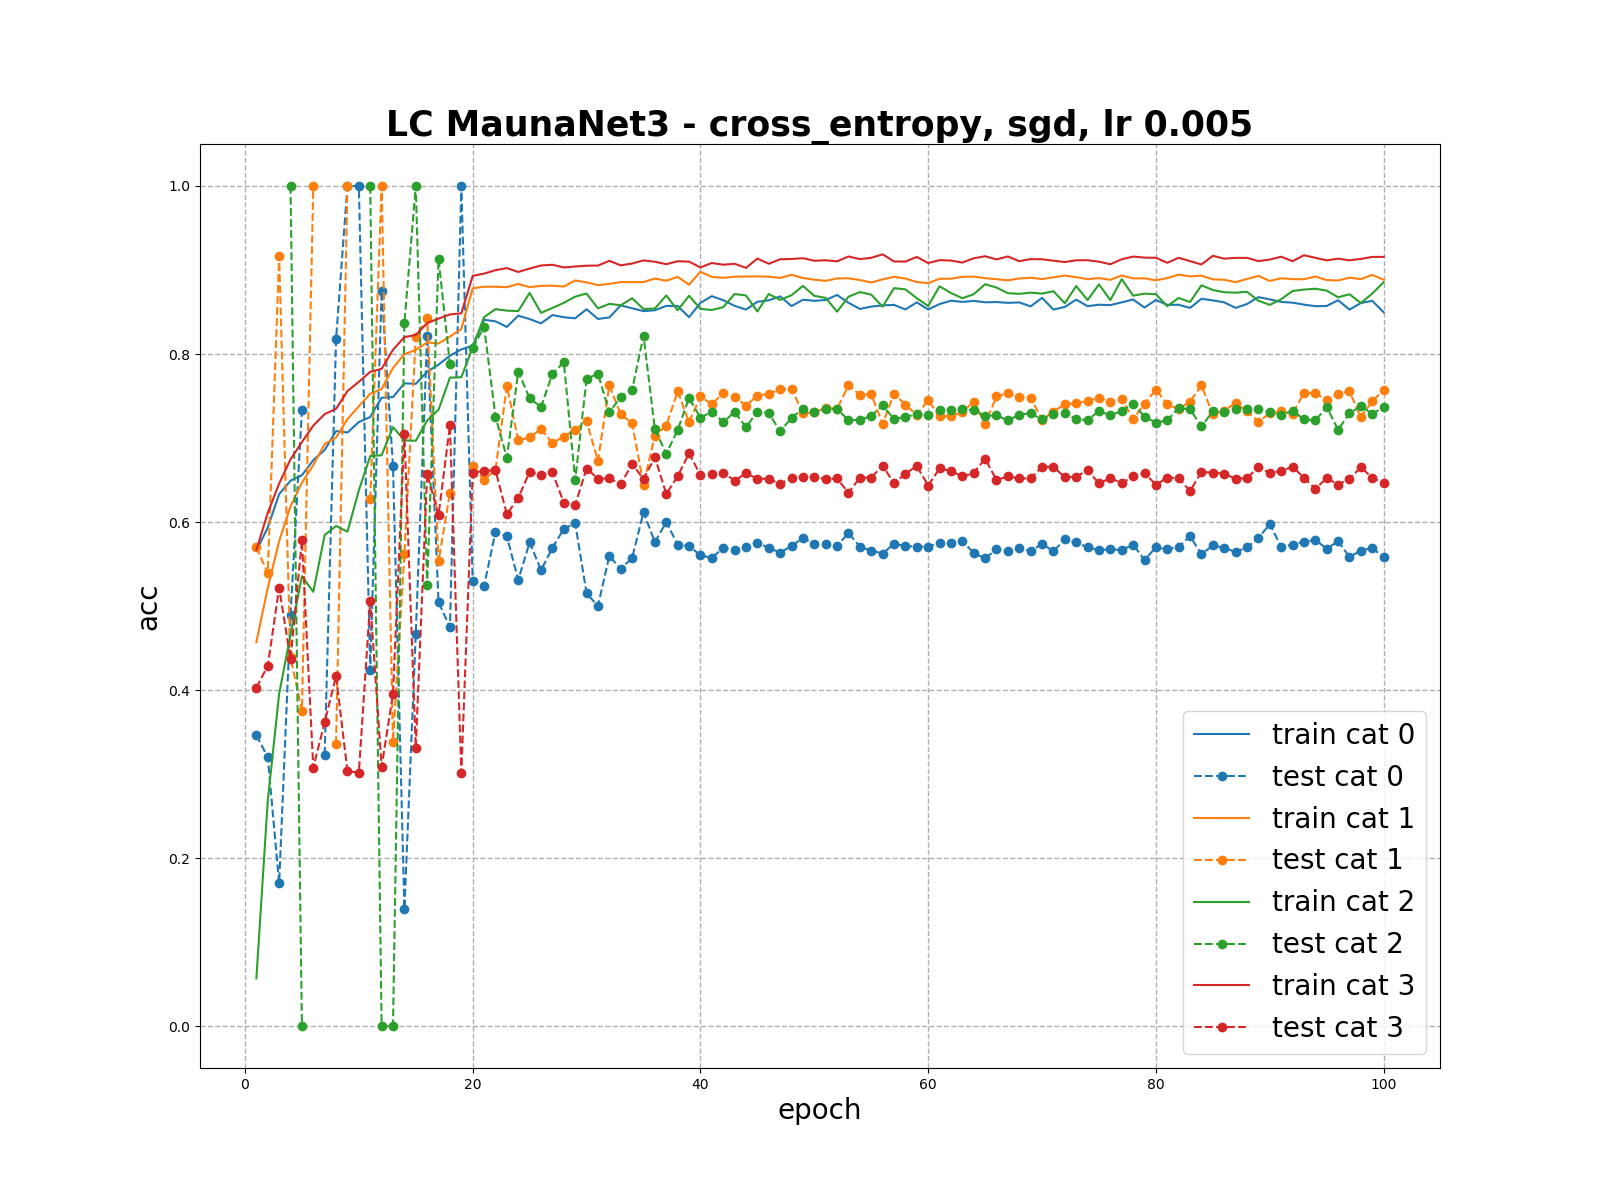 LC MaunaNet3 - cross_entropy, sgd, lr 0.005
1.0
0.8
0.6
0.4
0.2
0.0
acc
0
20
40
60
80
100
epoch
train cat 0
test cat 0
train cat 1
test cat 1
train cat 2
test cat 2
train cat 3
test cat 3